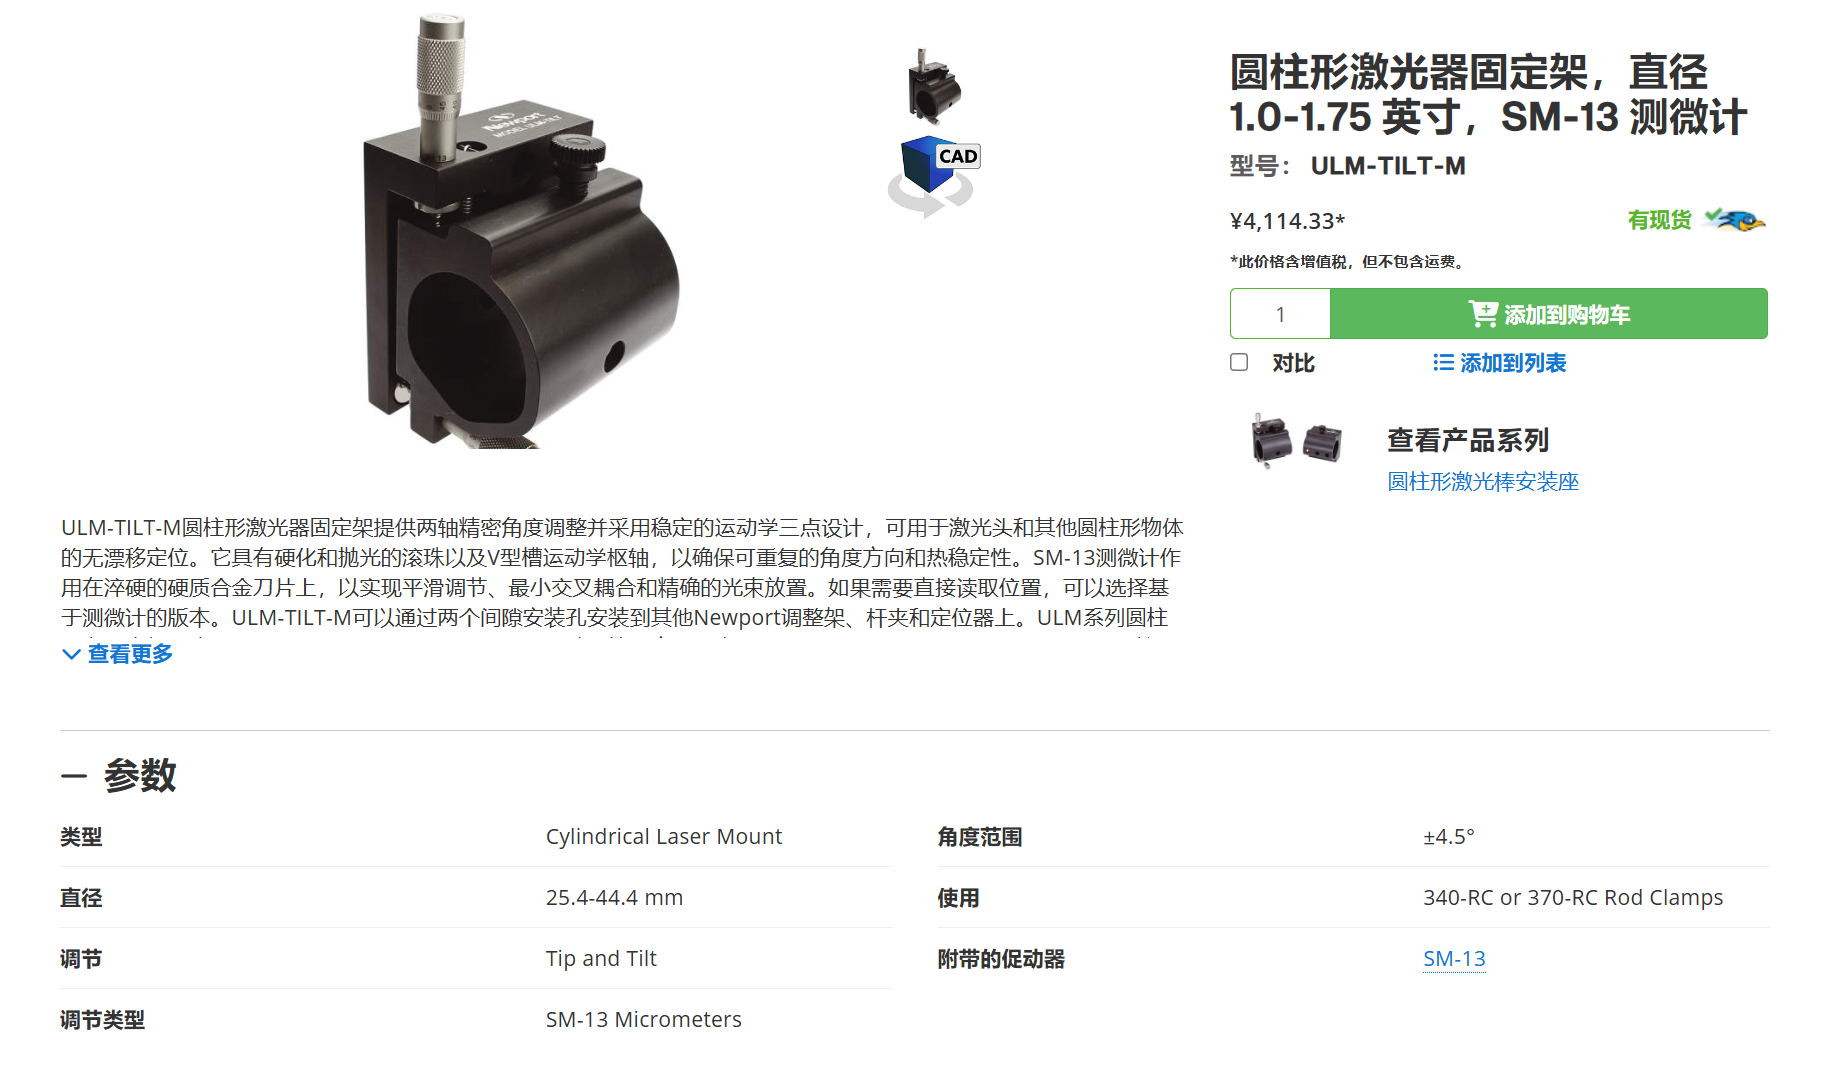 Newport
MODEL ULM-TILT
13
CAD
圆柱形激光器固定架，直径
1.0-1.75 英寸，SM-13 测微计
型号： ULM-TILT-M
¥4,114.33*
有现货
*此价格含增值税，但不包含运费。
1
添加到购物车
对比
添加到列表
查看产品系列
圆柱形激光棒安装座
ULM-TILT-M圆柱形激光器固定架提供两轴精密角度调整并采用稳定的运动学三点设计，可用于激光头和其他圆柱形物体
的无漂移定位。它具有硬化和抛光的滚珠以及V型槽运动学枢轴，以确保可重复的角度方向和热稳定性。SM-13测微计作
用在淬硬的硬质合金刀片上，以实现平滑调节、最小交叉耦合和精确的光束放置。如果需要直接读取位置，可以选择基
于测微计的版本。ULM-TILT-M可以通过两个间隙安装孔安装到其他Newport调整架、杆夹和定位器上。ULM系列圆柱
查看更多
参数
类型 Cylindrical Laser Mount
直径 25.4-44.4 mm
调节 Tip and Tilt
调节类型 SM-13 Micrometers
角度范围 ±4.5°
使用 340-RC or 370-RC Rod Clamps
附带的促动器 SM-13